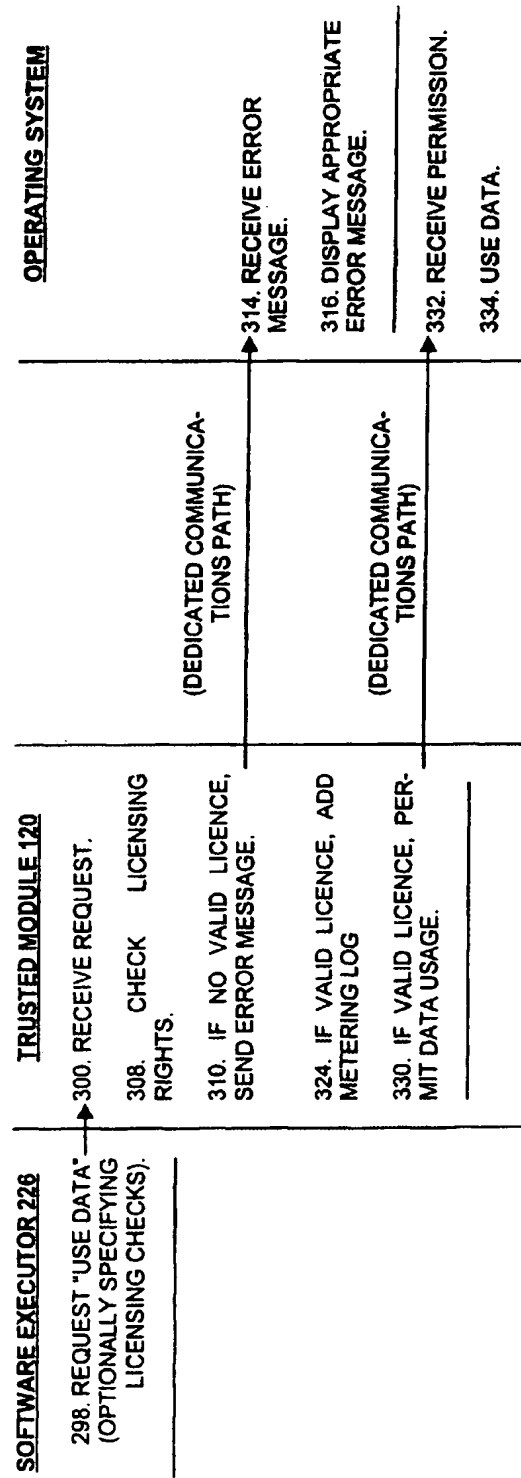 SOFTWARE EXECUTOR 226
298. REQUEST "USE DATA"
(OPTIONALLY SPECIFYING
LICENSING CHECKS).
TRUSTED MODULE 120
300. RECEIVE REQUEST.
308. CHECK LICENSING
RIGHTS.
310. IF NO VALID LICENCE,
SEND ERROR MESSAGE.
324. IF VALID LICENCE, ADD
METERING LOG
330. IF VALID LICENCE, PER-
MIT DATA USAGE.
(DEDICATED COMMUNICA-
TIONS PATH)
(DEDICATED COMMUNICA-
TIONS PATH)
OPERATING SYSTEM
314. RECEIVE ERROR
MESSAGE.
316. DISPLAY APPROPRIATE
ERROR MESSAGE.
332. RECEIVE PERMISSION.
334. USE DATA.